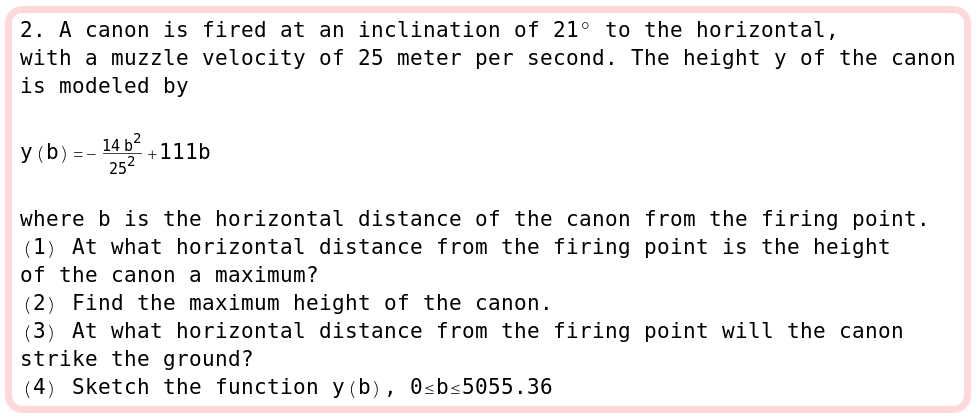 2. A canon is fired at an inclination of 21° to the horizontal,
with a muzzle velocity of 25 meter per second. The height y of the canon
is modeled by
y(b)=-\frac{14 b^2}{25^2}+111b
where b is the horizontal distance of the canon from the firing point.
(1) At what horizontal distance from the firing point is the height
of the canon a maximum?
(2) Find the maximum height of the canon.
(3) At what horizontal distance from the firing point will the canon
strike the ground?
(4) Sketch the function y(b), 0≤b≤5055.36